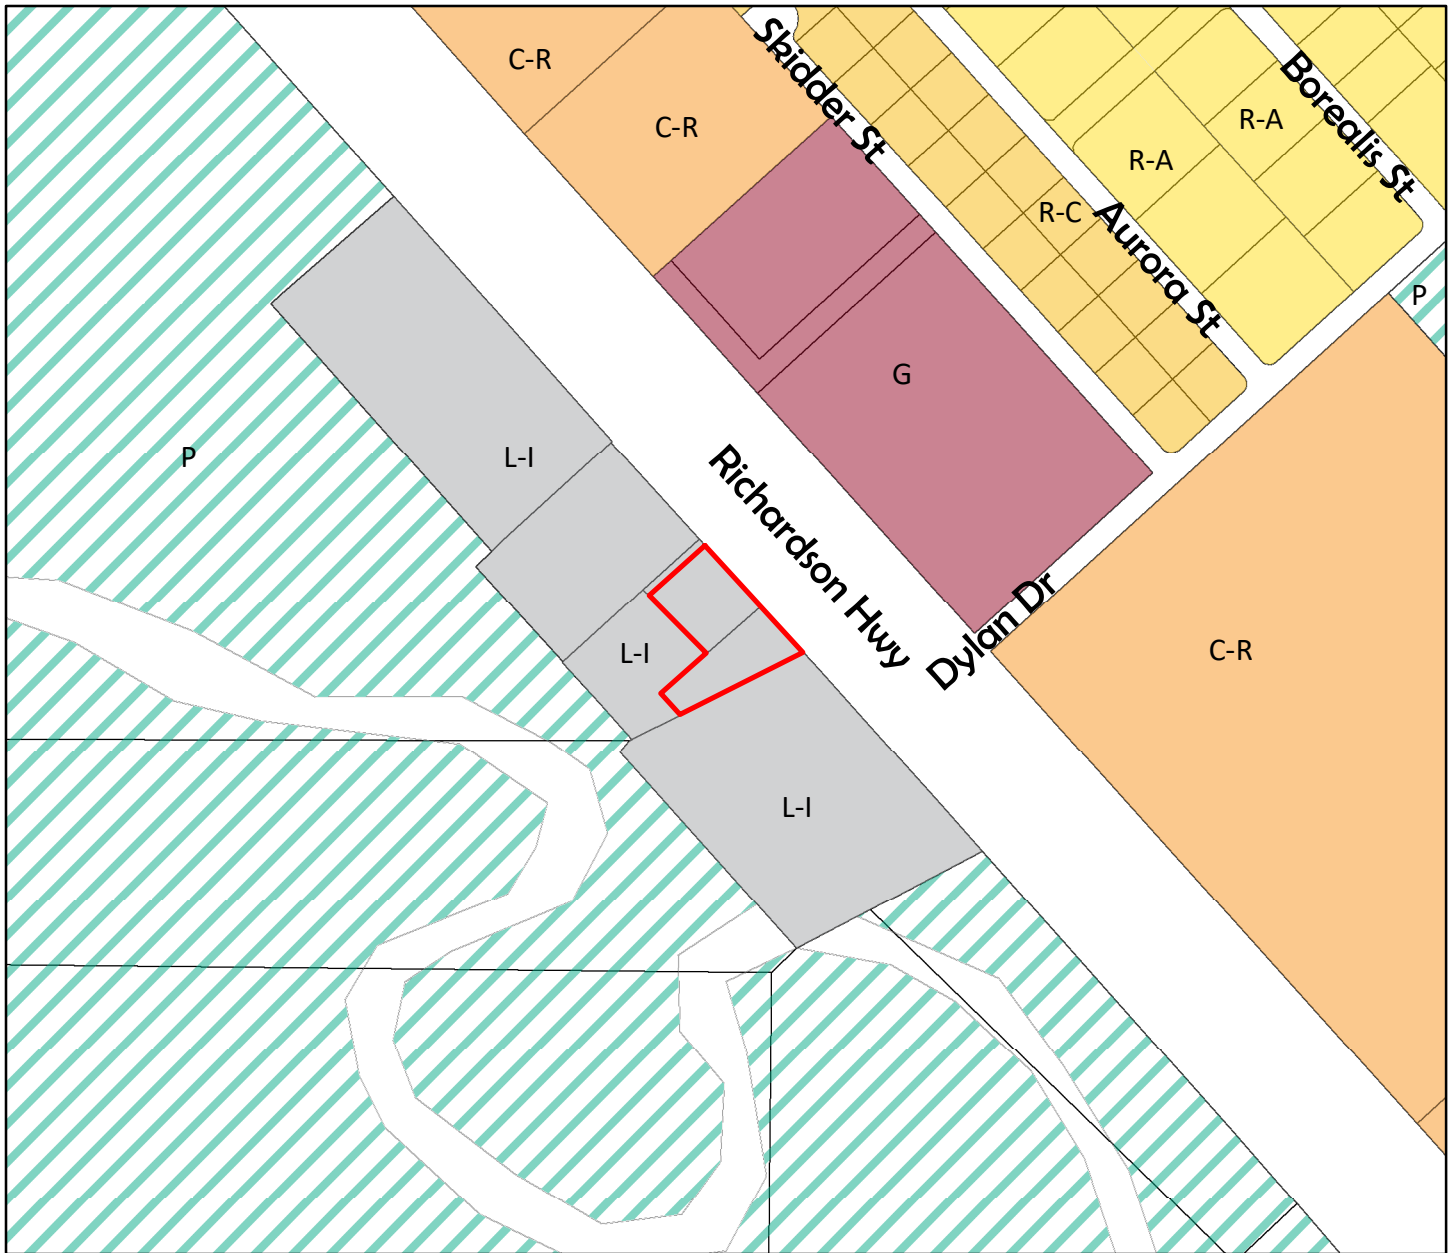 C-R
Skidder St
Borealis St
C-R
R-A
R-A
R-C
Aurora St
P
G
P
L-I
Richardson Hwy
Dylan Dr
L-I
C-R
L-I